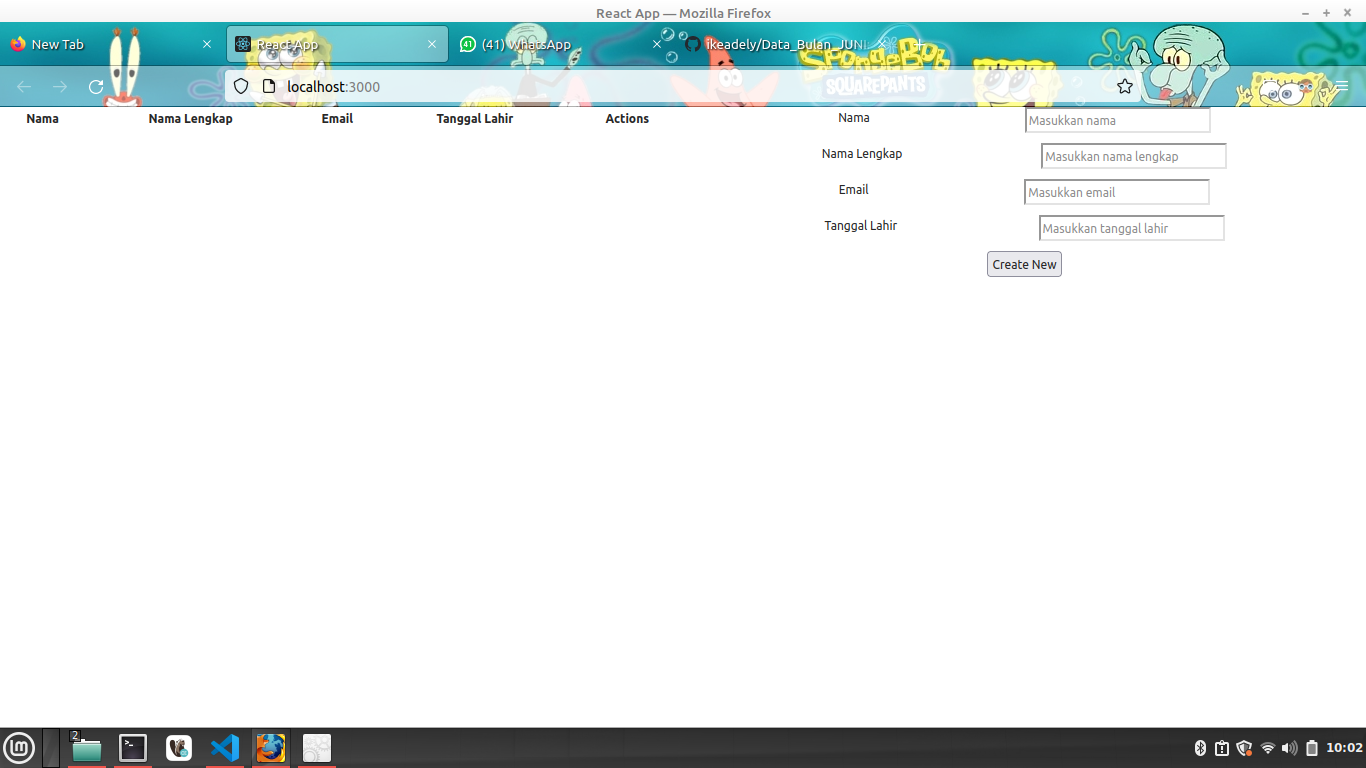 React App — Mozilla Firefox
New Tab
React App
41 (41) WhatsApp
ikeadely/Data_Bulan_JUNI
SPONGEBOB
SQUAREPANTS
localhost:3000
Nama Nama Lengkap Email Tanggal Lahir Actions
Nama Masukkan nama
Nama Lengkap Masukkan nama lengkap
Email Masukkan email
Tanggal Lahir Masukkan tanggal lahir
Create New
2
10:02